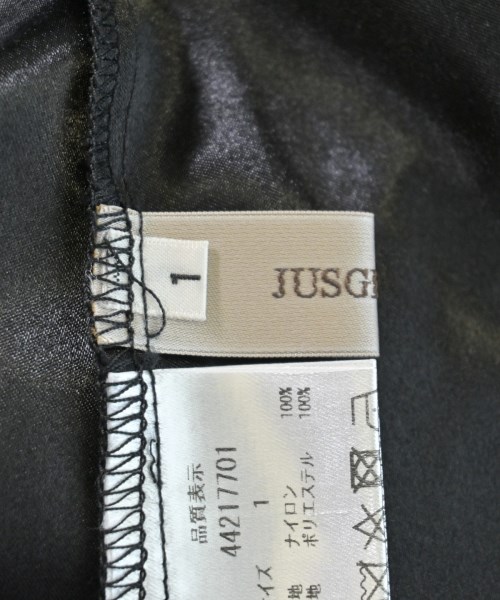 1
JUSG
品質表示
44217701
イズ 1
地 ナイロン 100%
地 ポリエステル 100%